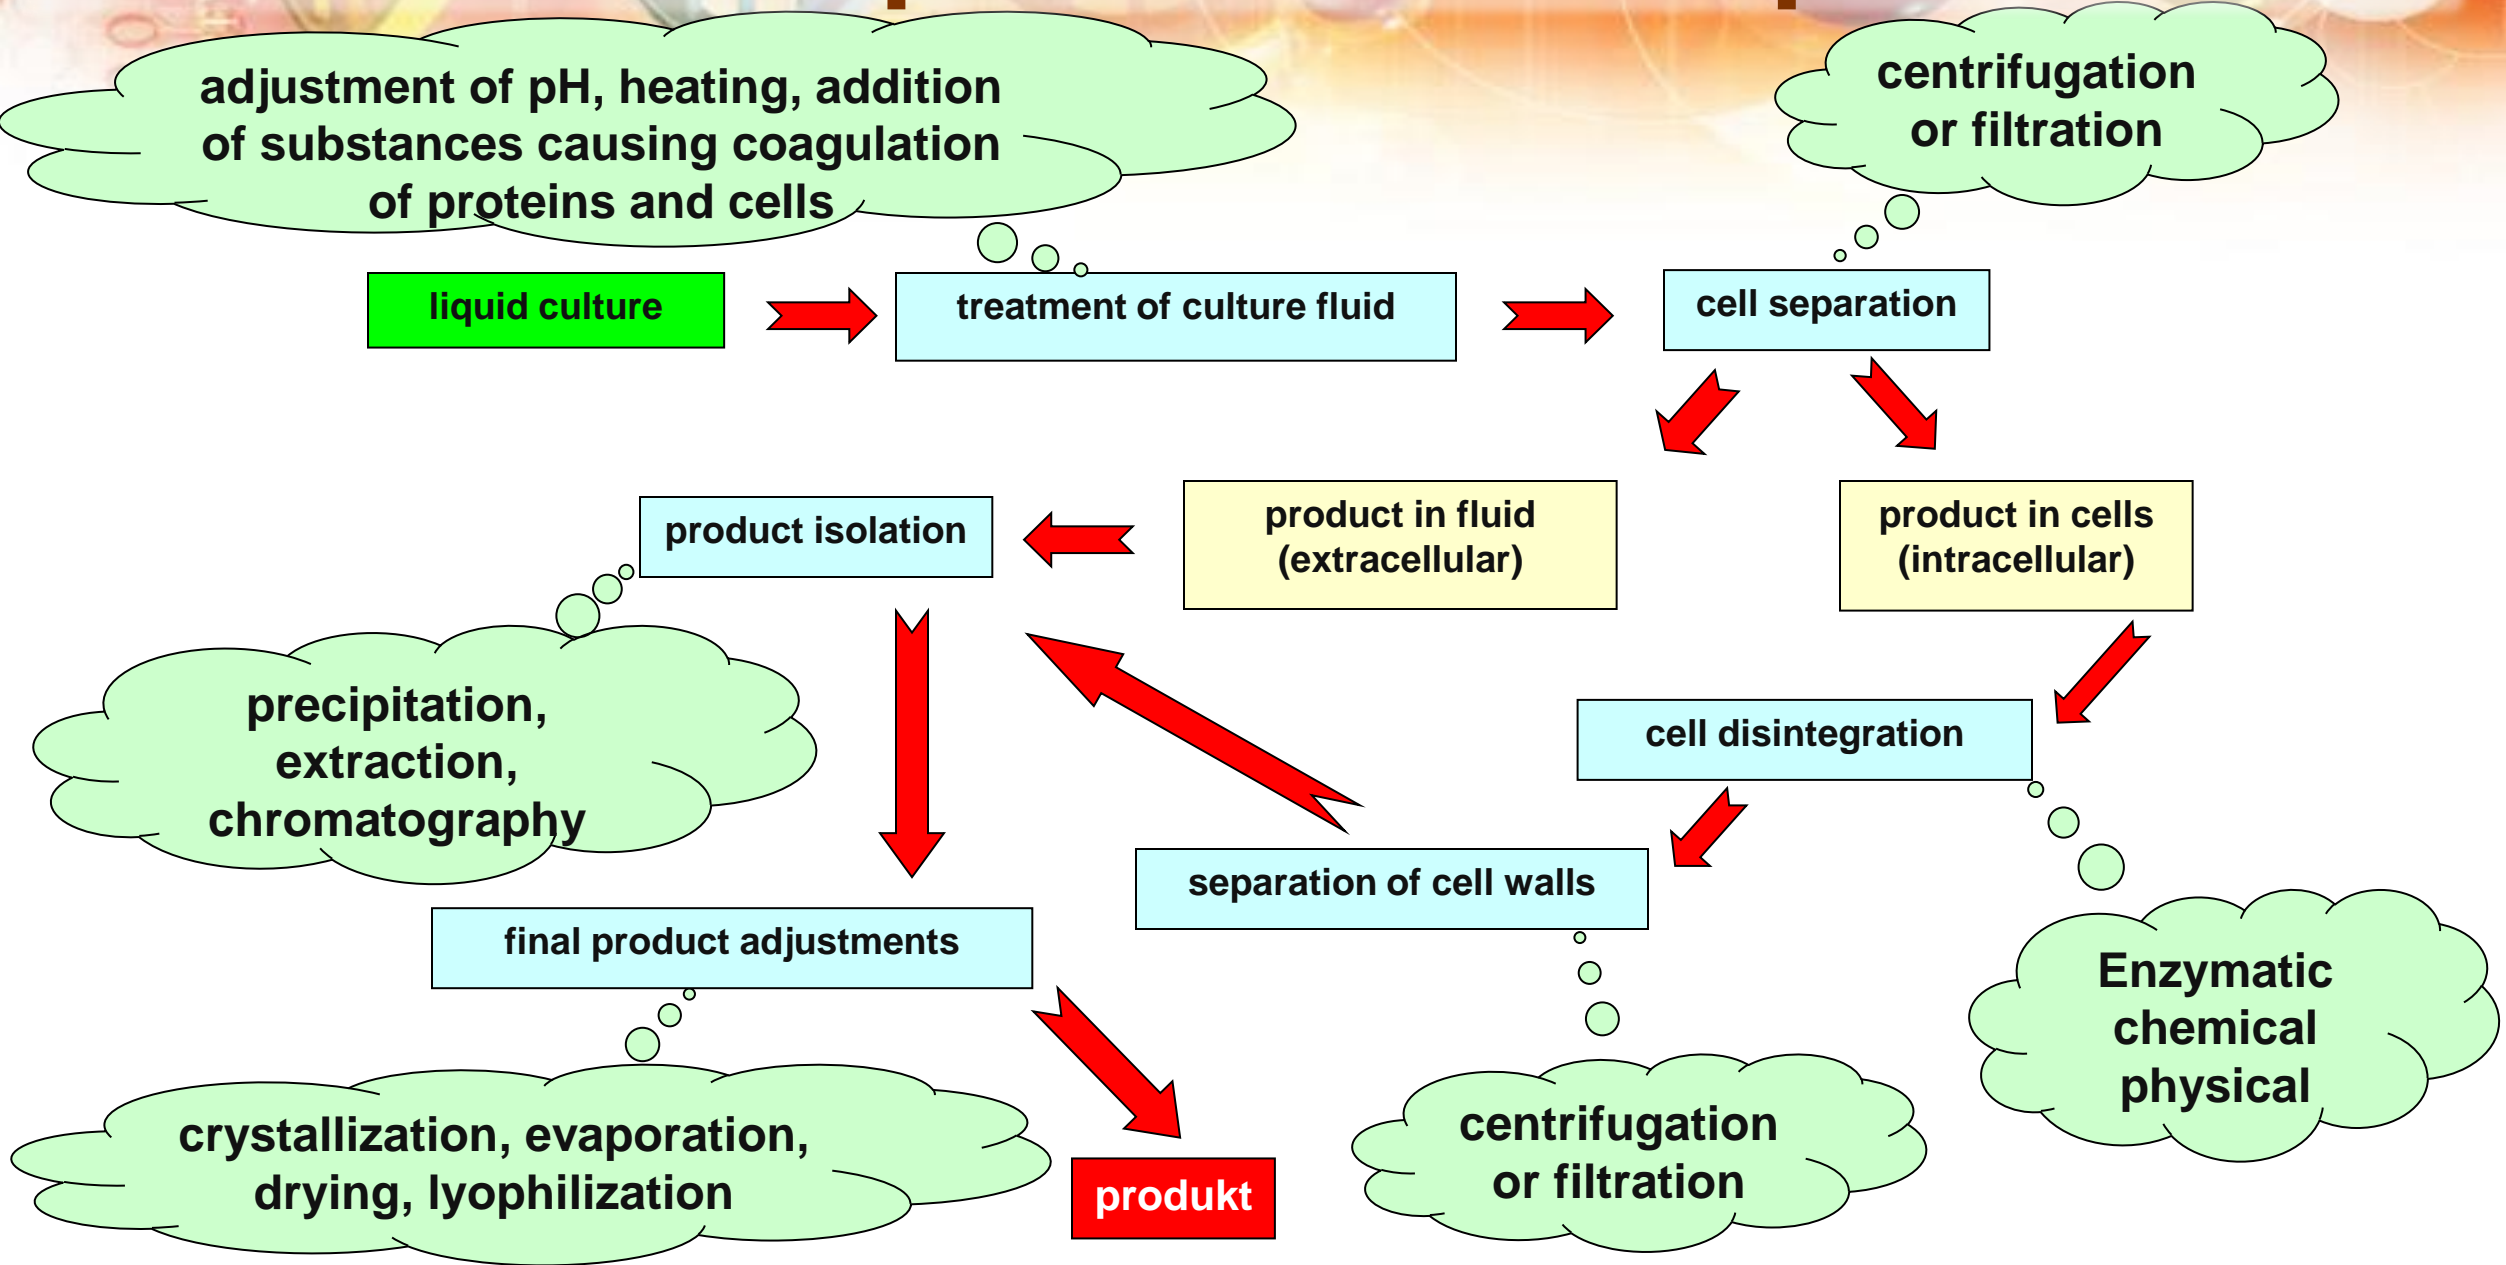 adjustment of pH, heating, addition
of substances causing coagulation
of proteins and cells
centrifugation
or filtration
liquid culture
treatment of culture fluid
cell separation
product isolation
product in fluid
(extracellular)
product in cells
(intracellular)
precipitation,
extraction,
chromatography
cell disintegration
separation of cell walls
final product adjustments
Enzymatic
chemical
physical
crystallization, evaporation,
drying, lyophilization
centrifugation
or filtration
produkt